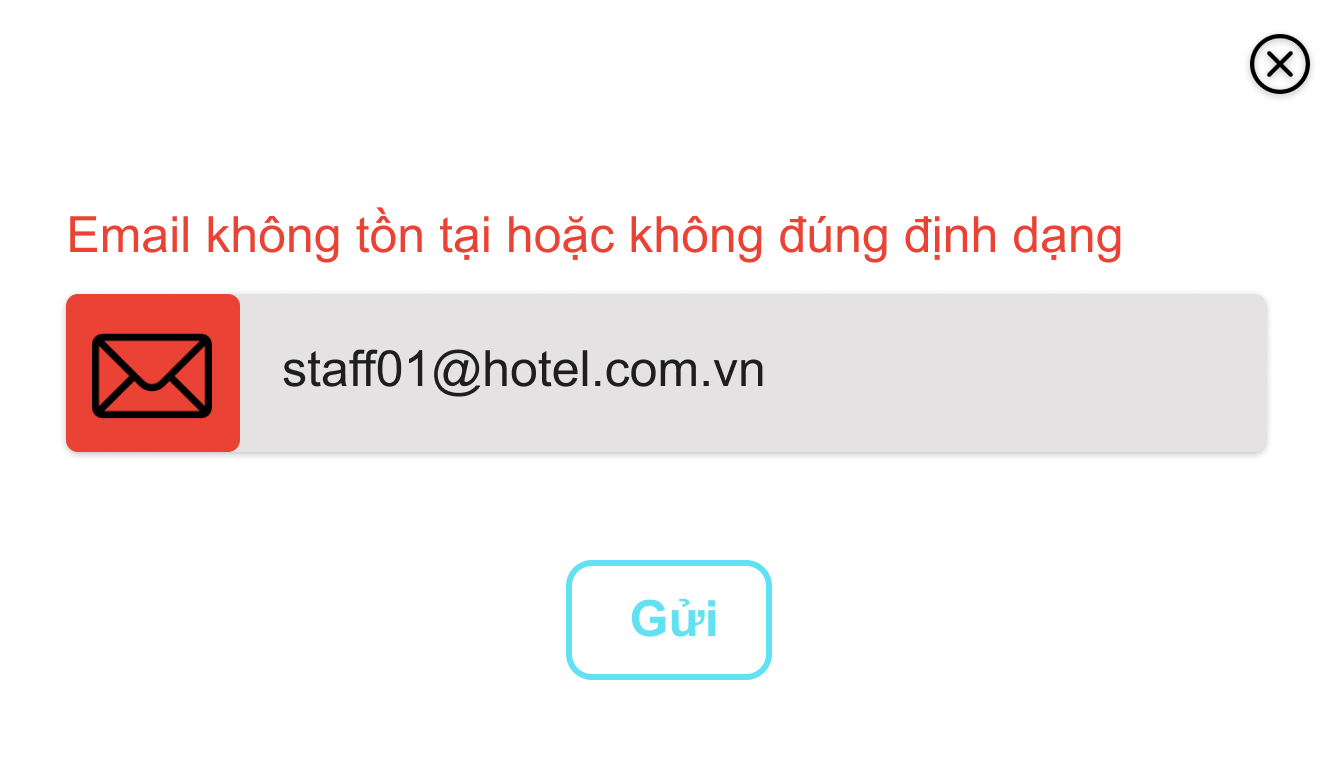 Email không tồn tại hoặc không đúng định dạng
staff01@hotel.com.vn
Gửi